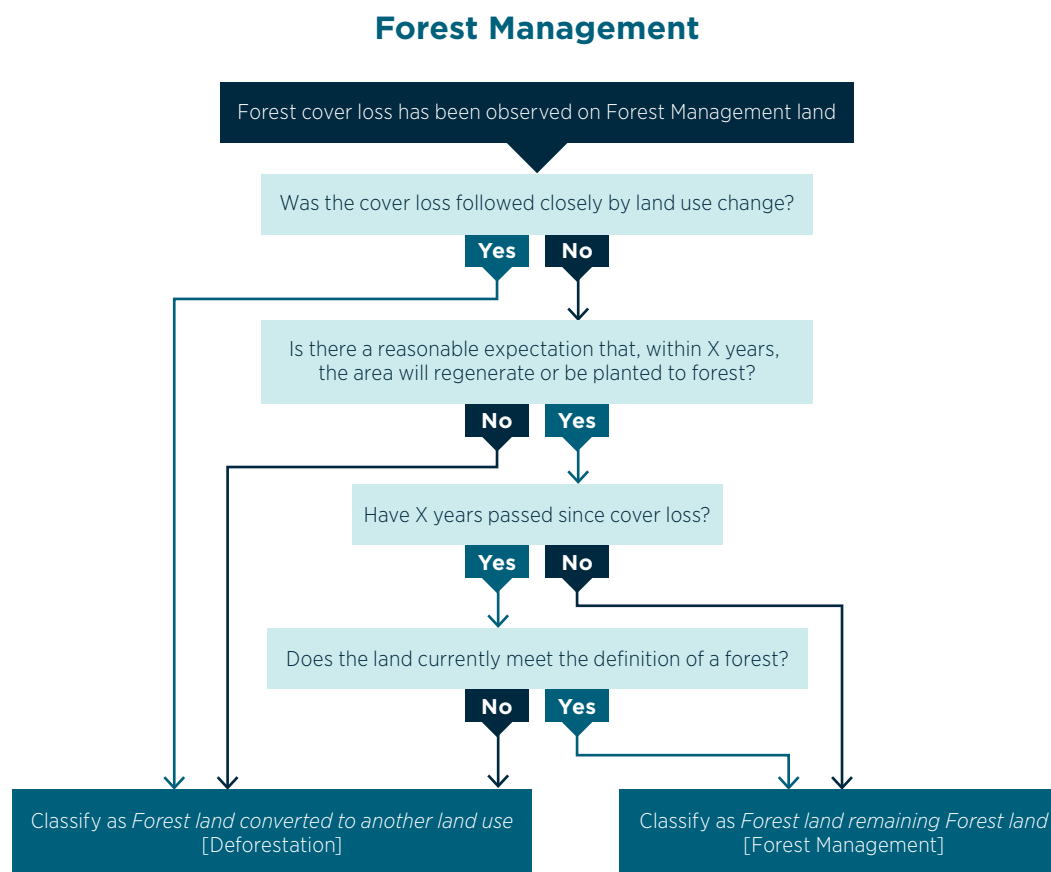 Forest Management
Forest cover loss has been observed on Forest Management land
Was the cover loss followed closely by land use change?
Yes
No
Is there a reasonable expectation that, within X years,
the area will regenerate or be planted to forest?
No
Yes
Have X years passed since cover loss?
Yes
No
Does the land currently meet the definition of a forest?
No
Yes
Classify as Forest land converted to another land use
[Deforestation]
Classify as Forest land remaining Forest land
[Forest Management]